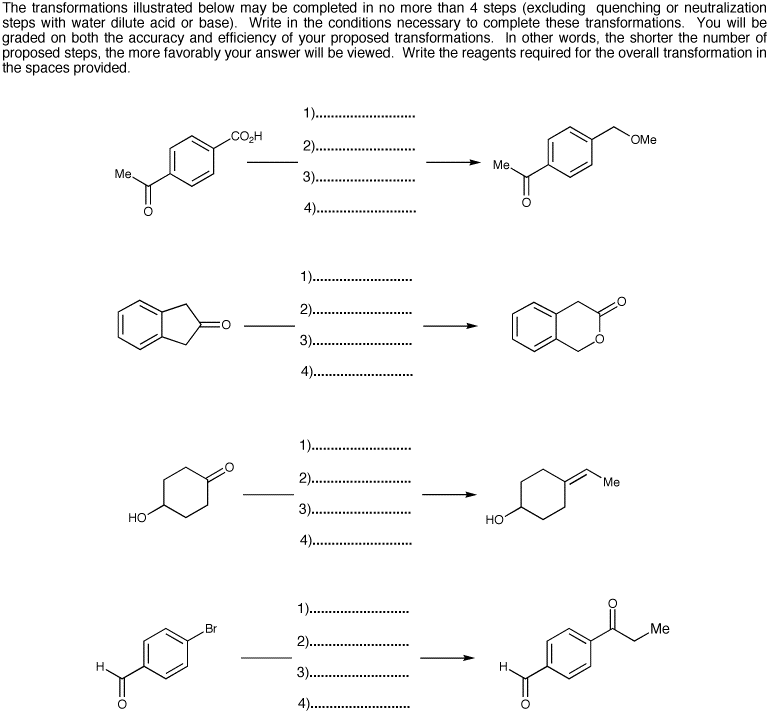 The transformations illustrated below may be completed in no more than 4 steps (excluding quenching or neutralization
steps with water dilute acid or base). Write in the conditions necessary to complete these transformations. You will be
graded on both the accuracy and efficiency of your proposed transformations. In other words, the shorter the number of
proposed steps, the more favorably your answer will be viewed. Write the reagents required for the overall transformation in
the spaces provided.
CO₂H
Me
O
1)..........................
2)..........................
3)..........................
4)..........................
OMe
Me
O
O
1)..........................
2)..........................
3)..........................
4)..........................
O
O
O
HO
1)..........................
2)..........................
3)..........................
4)..........................
Me
HO
Br
H
O
1)..........................
2)..........................
3)..........................
4)..........................
O
Me
H
O